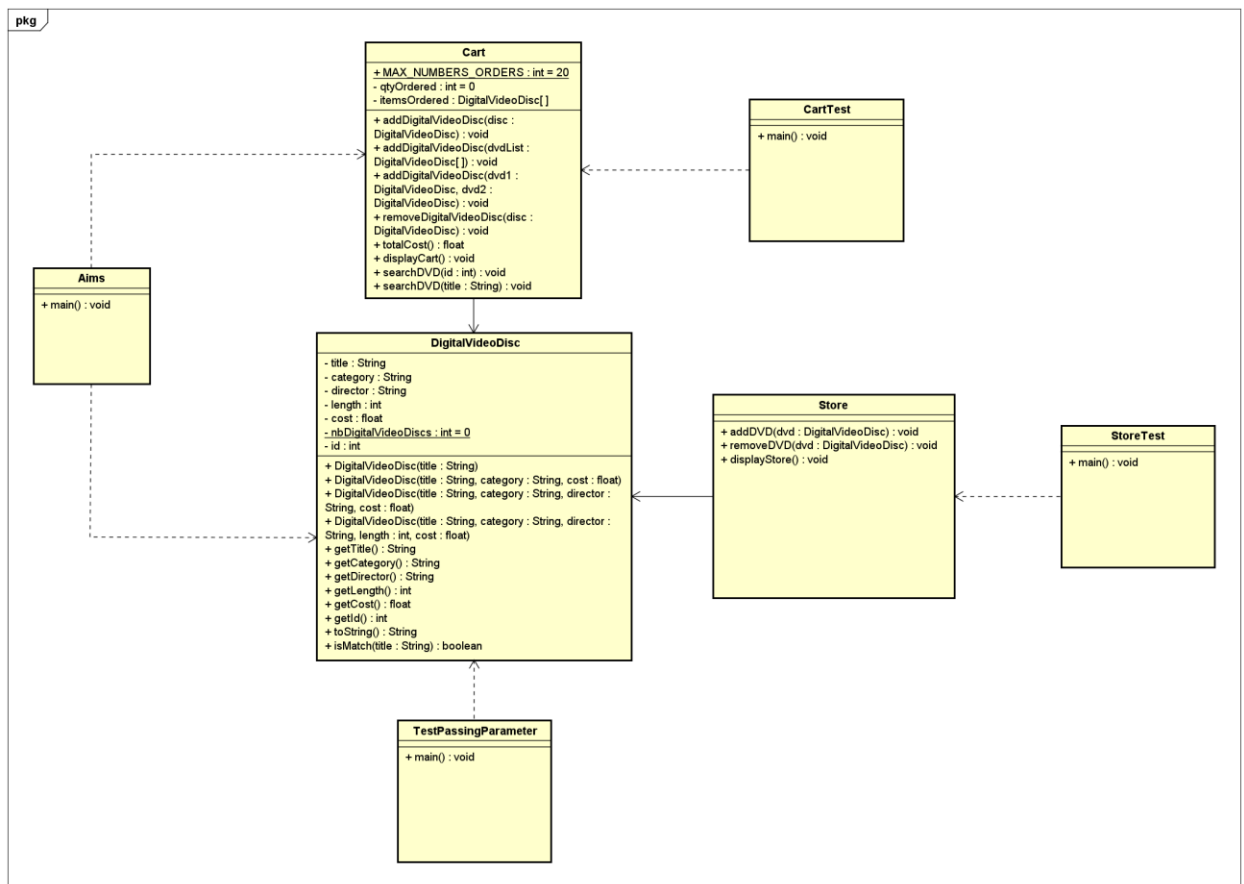 pkg
Cart
+ MAX_NUMBERS_ORDERS : int = 20
- qtyOrdered : int = 0
- itemsOrdered : DigitalVideoDisc[ ]
+ addDigitalVideoDisc(disc :
DigitalVideoDisc) : void
+ addDigitalVideoDisc(dvdList :
DigitalVideoDisc[ ]) : void
+ addDigitalVideoDisc(dvd1 :
DigitalVideoDisc, dvd2 :
DigitalVideoDisc) : void
+ removeDigitalVideoDisc(disc :
DigitalVideoDisc) : void
+ totalCost() : float
+ displayCart() : void
+ searchDVD(id : int) : void
+ searchDVD(title : String) : void
CartTest
+ main() : void
Aims
+ main() : void
DigitalVideoDisc
- title : String
- category : String
- director : String
- length : int
- cost : float
- nbDigitalVideoDiscs : int = 0
- id : int
+ DigitalVideoDisc(title : String)
+ DigitalVideoDisc(title : String, category : String, cost : float)
+ DigitalVideoDisc(title : String, category : String, director :
String, cost : float)
+ DigitalVideoDisc(title : String, category : String, director :
String, length : int, cost : float)
+ getTitle() : String
+ getCategory() : String
+ getDirector() : String
+ getLength() : int
+ getCost() : float
+ getId() : int
+ toString() : String
+ isMatch(title : String) : boolean
Store
+ addDVD(dvd : DigitalVideoDisc) : void
+ removeDVD(dvd : DigitalVideoDisc) : void
+ displayStore() : void
StoreTest
+ main() : void
TestPassingParameter
+ main() : void